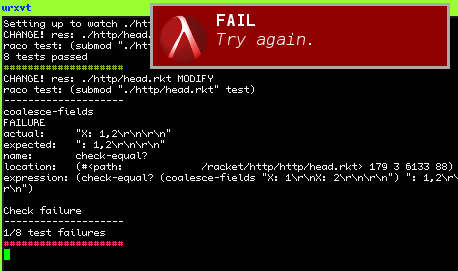 urxvt
Setting up to watch ./htt
CHANGE! res: ./http/head.
raco test: (submod "./htt
8 tests passed
#####################
FAIL
Try again.
CHANGE! res: ./http/head.rkt MODIFY
raco test: (submod "./http/head.rkt" test)
---------------------
coalesce-fields
FAILURE
actual: "X: 1,2\r\n\r\n"
expected: ": 1,2\r\n\r\n"
name: check-equal?
location: (#<path: /racket/http/http/head.rkt> 179 3 6133 88)
expression: (check-equal? (coalesce-fields "X: 1\r\nX: 2\r\n\r\n") ": 1,2\r\n\
r\n")
Check failure
---------------------
1/8 test failures
#####################